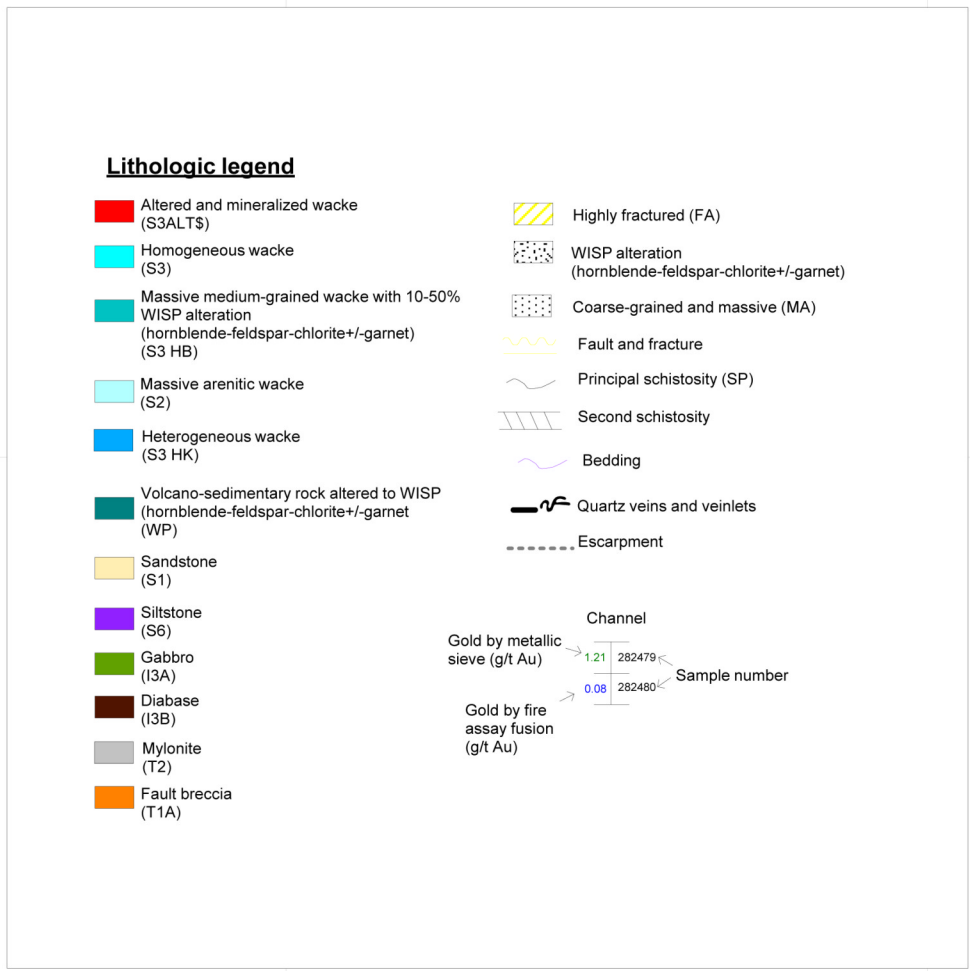 Lithologic legend
Altered and mineralized wacke
(S3ALT$)
Homogeneous wacke
(S3)
Massive medium-grained wacke with 10-50%
WISP alteration
(hornblende-feldspar-chlorite+/-garnet)
(S3 HB)
Massive arenitic wacke
(S2)
Heterogeneous wacke
(S3 HK)
Volcano-sedimentary rock altered to WISP
(hornblende-feldspar-chlorite+/-garnet
(WP)
Sandstone
(S1)
Siltstone
(S6)
Gabbro
(I3A)
Diabase
(I3B)
Mylonite
(T2)
Fault breccia
(T1A)
Highly fractured (FA)
WISP alteration
(hornblende-feldspar-chlorite+/-garnet)
Coarse-grained and massive (MA)
Fault and fracture
Principal schistosity (SP)
Second schistosity
Bedding
Quartz veins and veinlets
Escarpment
Channel
Gold by metallic
sieve (g/t Au)
1.21 282479
Sample number
0.08 282480
Gold by fire
assay fusion
(g/t Au)